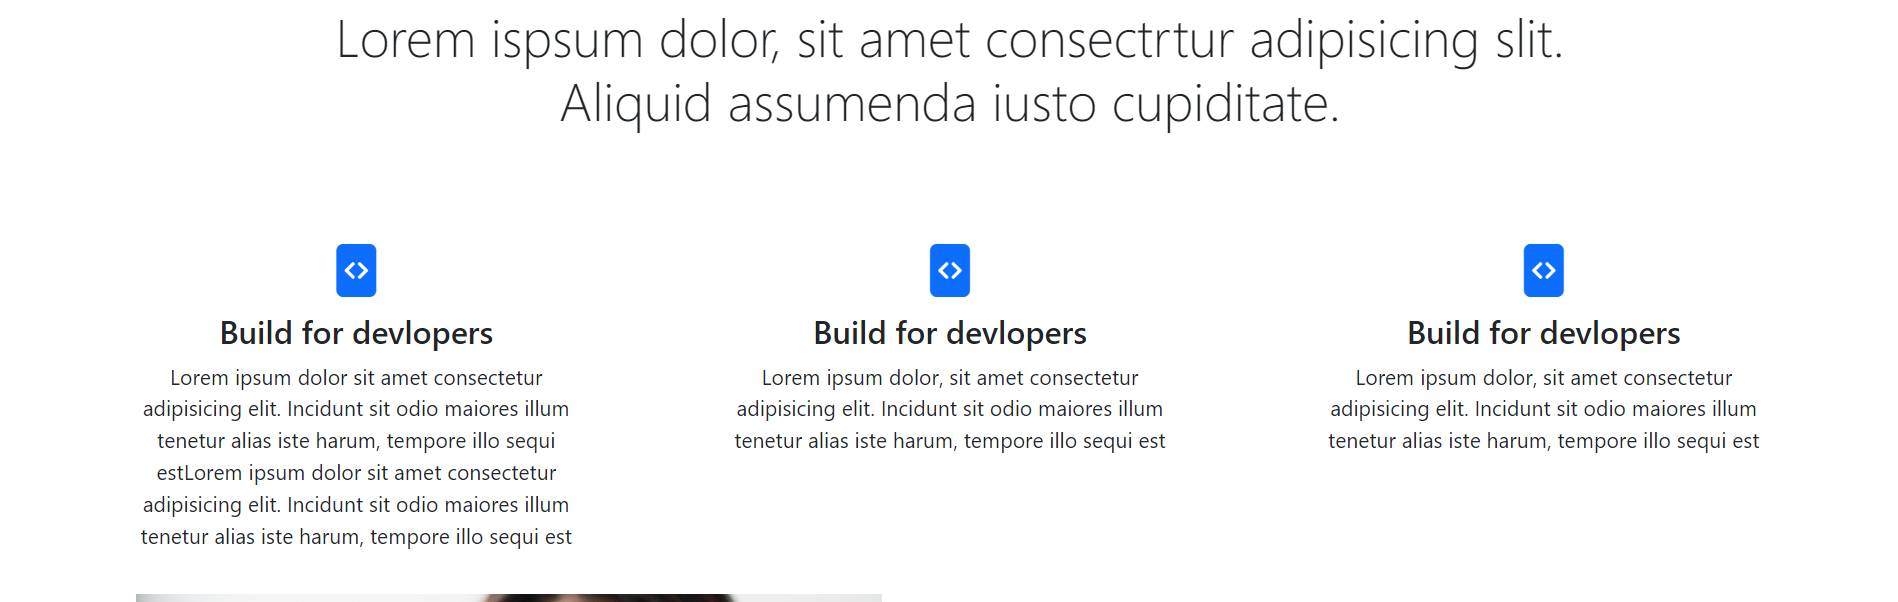 Lorem ispsum dolor, sit amet consectrtur adipisicing slit.
Aliquid assumenda iusto cupiditate.
Build for devlopers
Lorem ipsum dolor sit amet consectetur
adipisicing elit. Incidunt sit odio maiores illum
tenetur alias iste harum, tempore illo sequi
estLorem ipsum dolor sit amet consectetur
adipisicing elit. Incidunt sit odio maiores illum
tenetur alias iste harum, tempore illo sequi est
Build for devlopers
Lorem ipsum dolor, sit amet consectetur
adipisicing elit. Incidunt sit odio maiores illum
tenetur alias iste harum, tempore illo sequi est
Build for devlopers
Lorem ipsum dolor, sit amet consectetur
adipisicing elit. Incidunt sit odio maiores illum
tenetur alias iste harum, tempore illo sequi est